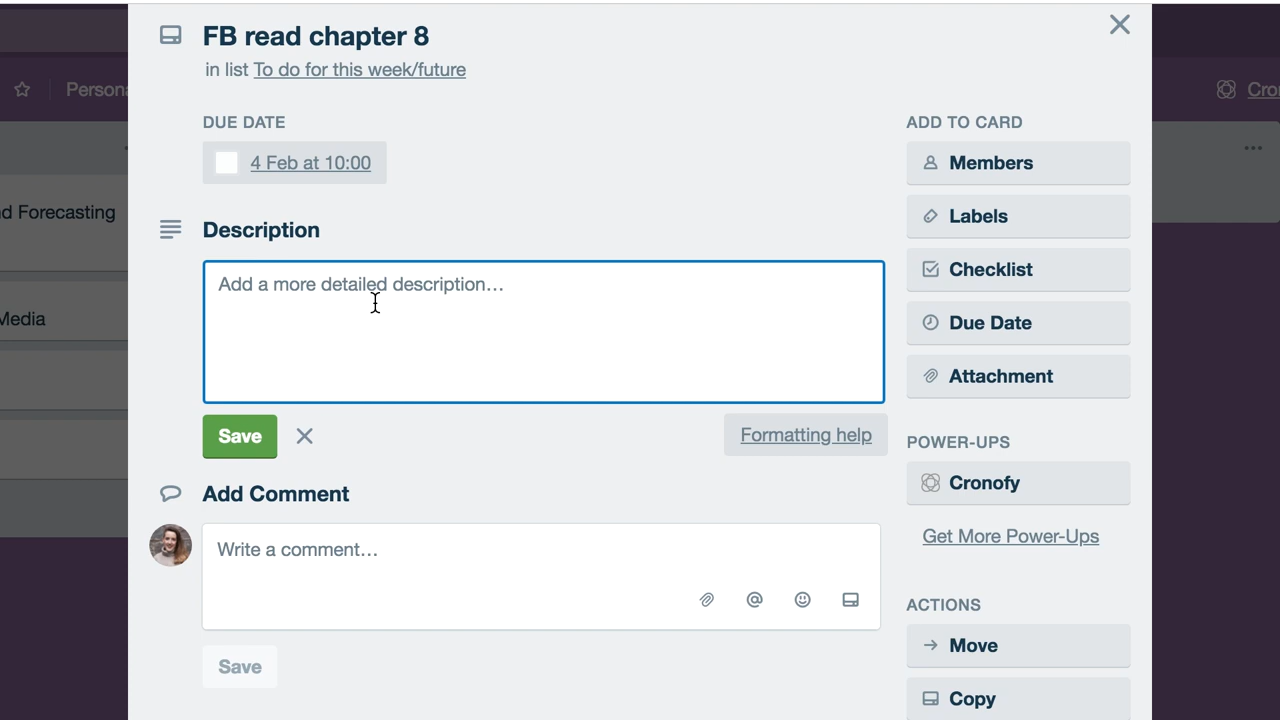 FB read chapter 8
in list To do for this week/future
Persona
Cro
DUE DATE
4 Feb at 10:00
d Forecasting
Media
Description
Add a more detailed description…
Save
Formatting help
Add Comment
Write a comment…
@
Save
ADD TO CARD
Members
Labels
Checklist
Due Date
Attachment
POWER-UPS
Cronofy
Get More Power-Ups
ACTIONS
Move
Copy